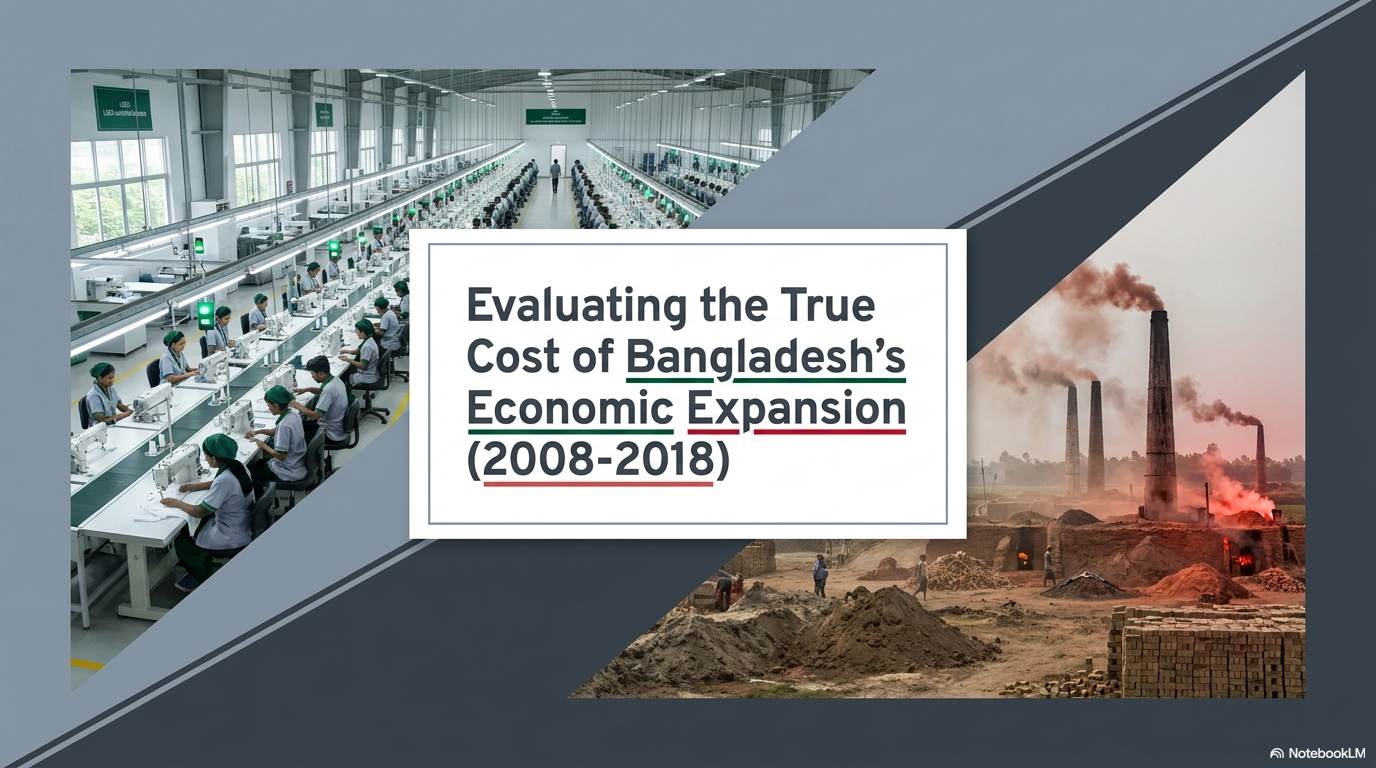 Evaluating the True
Cost of Bangladesh's
Economic Expansion
(2008-2018)
NotebookLM